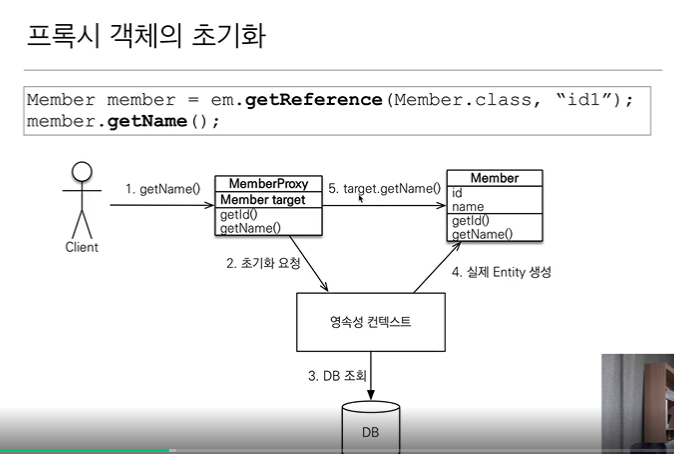 프록시 객체의 초기화
Member member = em.getReference(Member.class, “id1”);
member.getName();
1. getName()
MemberProxy
Member target
getId()
getName()
5. target.getName()
Member
id
name
getId()
getName()
Client
2. 초기화 요청
4. 실제 Entity 생성
영속성 컨텍스트
3. DB 조회
DB